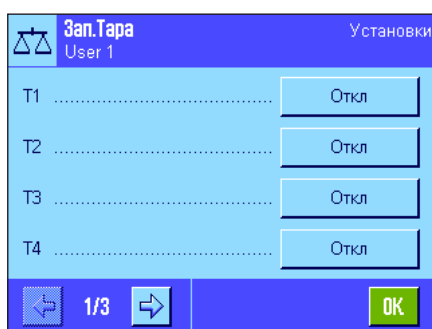 Зап.Тара
Установки
User 1
T1 ........................................ Откл
T2 ........................................ Откл
T3 ........................................ Откл
T4 ........................................ Откл
1/3
OK